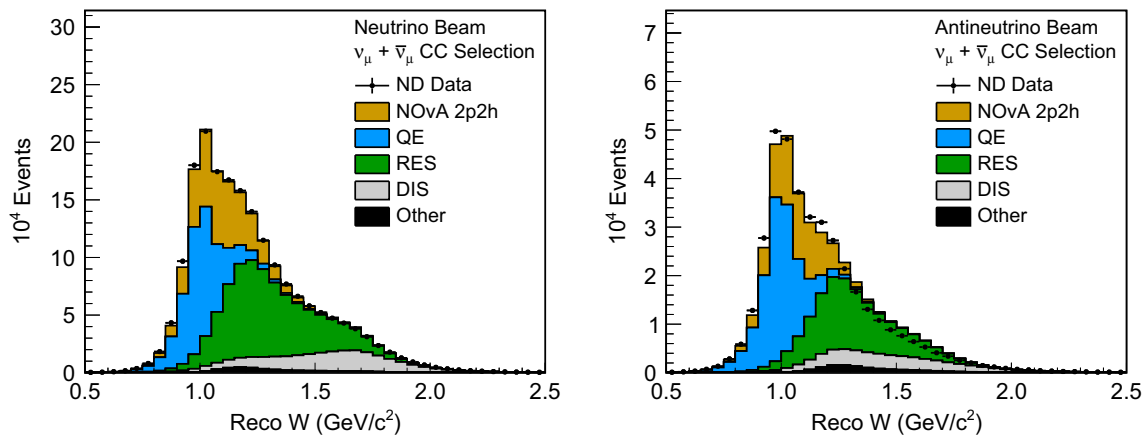 Neutrino Beam
νμ + ν̄μ CC Selection
ND Data
NOvA 2p2h
QE
RES
DIS
Other
10⁴ Events
30
25
20
15
10
5
0
0.5 1.0 1.5 2.0 2.5
Reco W (GeV/c²)
Antineutrino Beam
νμ + ν̄μ CC Selection
ND Data
NOvA 2p2h
QE
RES
DIS
Other
10⁴ Events
7
6
5
4
3
2
1
0
0.5 1.0 1.5 2.0 2.5
Reco W (GeV/c²)